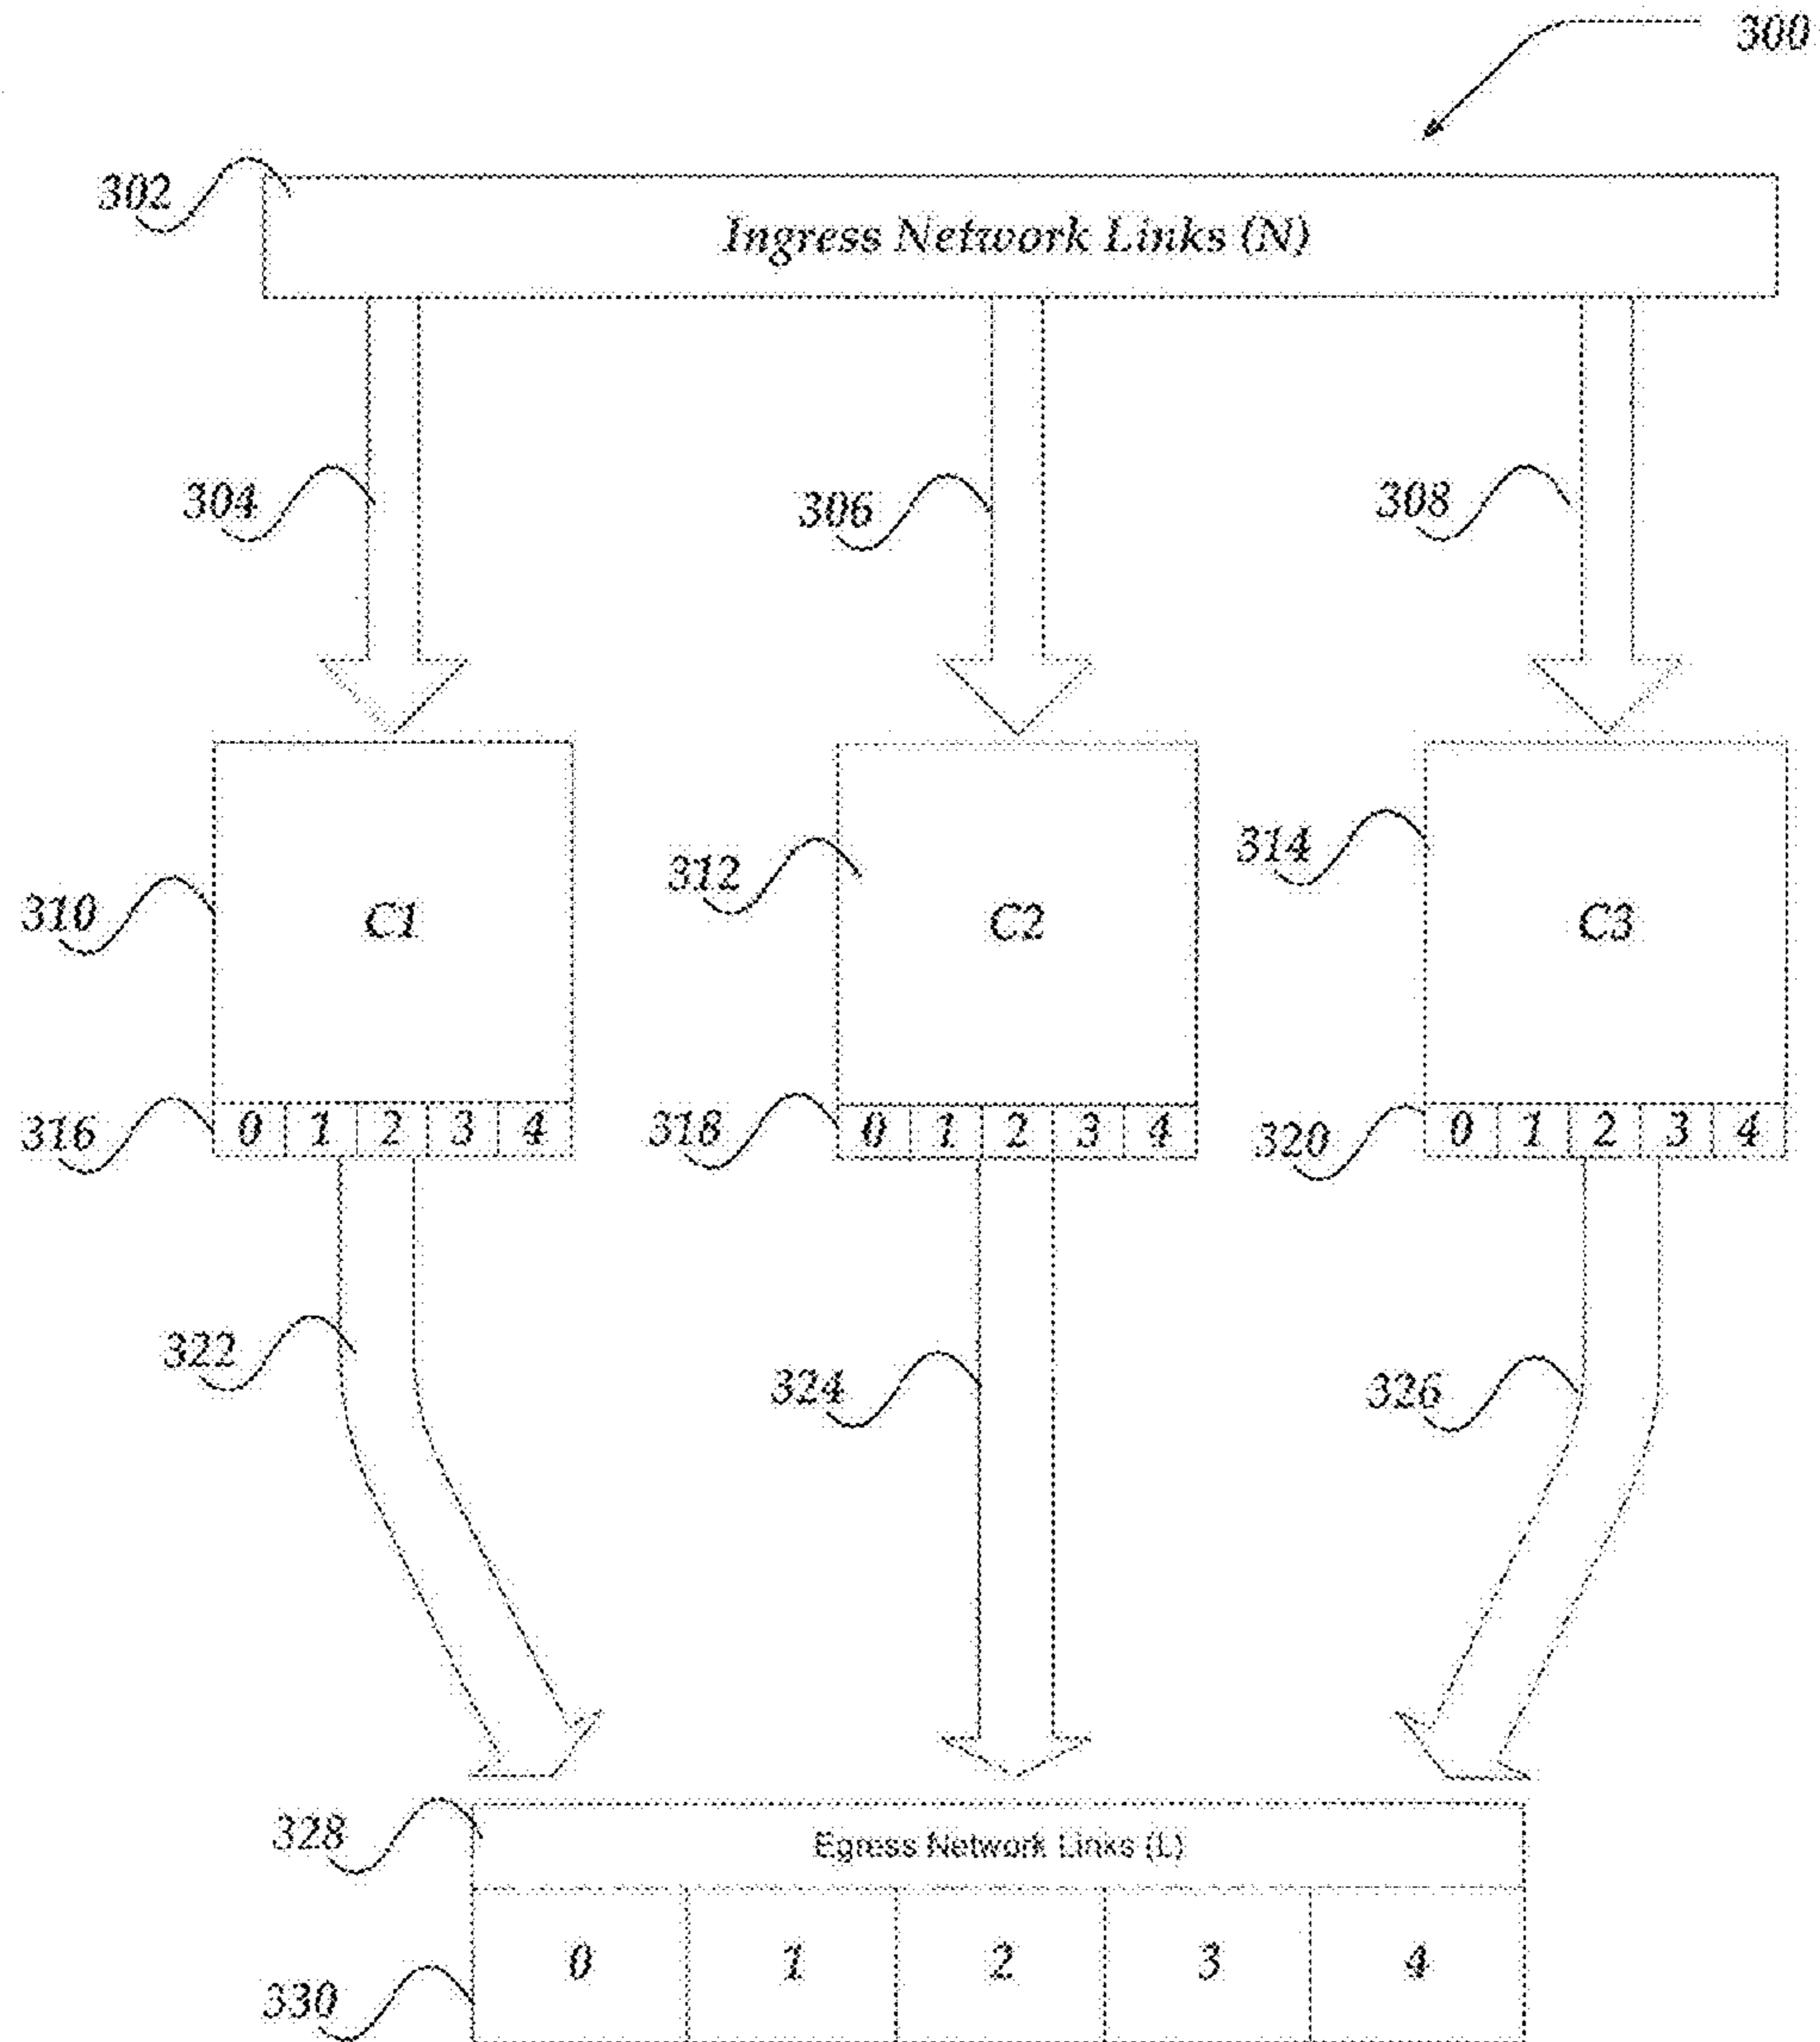 300
302
Ingress Network Links (N)
304
306
308
310
C1
312
C2
314
C3
316
0 1 2 3 4
318
0 1 2 3 4
320
0 1 2 3 4
322
324
326
328
Egress Network Links (L)
330
0 1 2 3 4